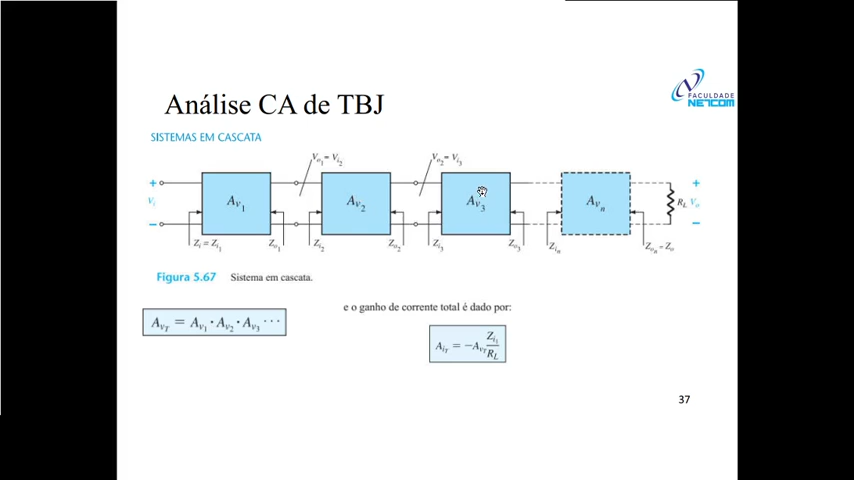 Análise CA de TBJ
FACULDADE
NETCOM
SISTEMAS EM CASCATA
Vo1 = Vi2
Vo2 = Vi3
+
+
Vi
Av1
Av2
Av3
Avn
RL Vo
−
−
Zi = Zi1
Zo1
Zi2
Zo2
Zi3
Zo3
Zin
Zon = Zo
Figura 5.67 Sistema em cascata.
e o ganho de corrente total é dado por:
AvT = Av1 · Av2 · Av3 ···
AiT = −AvT Zi1/RL
37